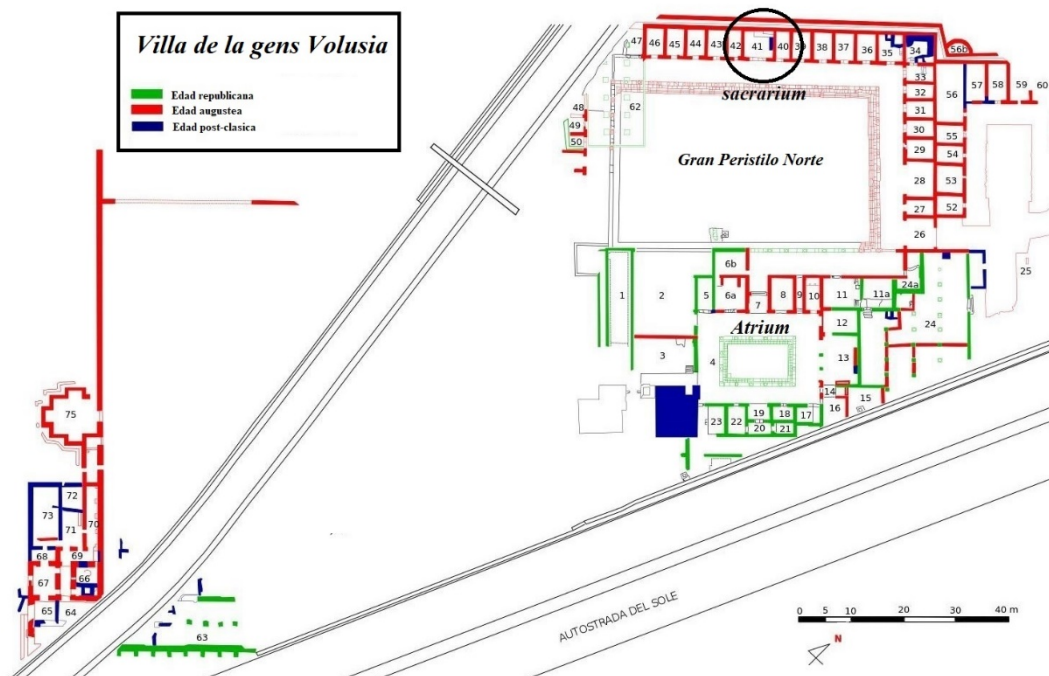 Villa de la gens Volusia
Edad republicana
Edad augustea
Edad post-clasica
47 46 45 44 43 42 41 40 39 38 37 36 35 34 56b
33 57 58 59 60
sacrarium 32 56
48 62 31
49
50 30 55
Gran Peristilo Norte 29 54
28 53
27 52
26
6b 25
1 2 5 6a 7 8 9 10 11 11a 24a
Atrium 12 24
3 4 13
14
16 15
23 22 19 18 17
20 21
75
72
73 71 70
68 69
67 66
65 64
63
AUTOSTRADA DEL SOLE
0 5 10 20 30 40 m
N